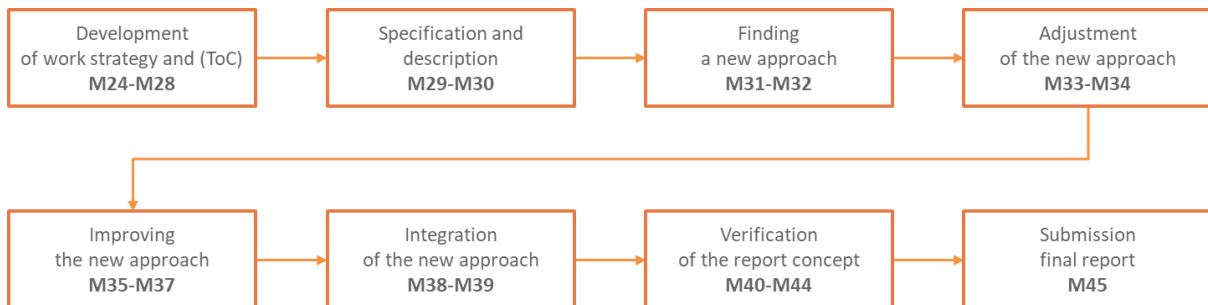 Development
of work strategy and (ToC)
M24-M28
Specification and
description
M29-M30
Finding
a new approach
M31-M32
Adjustment
of the new approach
M33-M34
Improving
the new approach
M35-M37
Integration
of the new approach
M38-M39
Verification
of the report concept
M40-M44
Submission
final report
M45